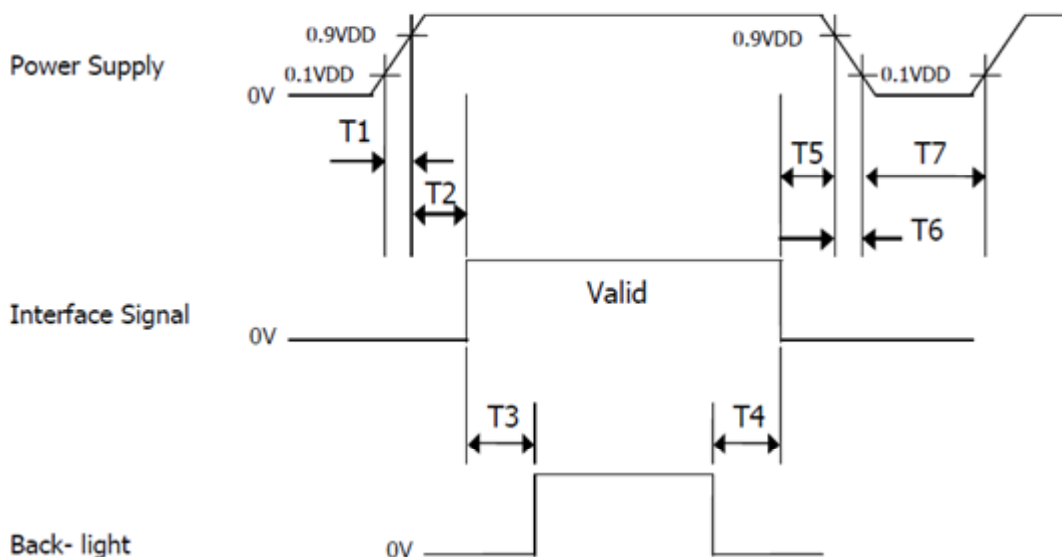 0.9VDD
0.9VDD
Power Supply
0.1VDD
0.1VDD
0V
T1
T5
T7
T2
T6
Valid
Interface Signal
0V
T3
T4
Back- light
0V